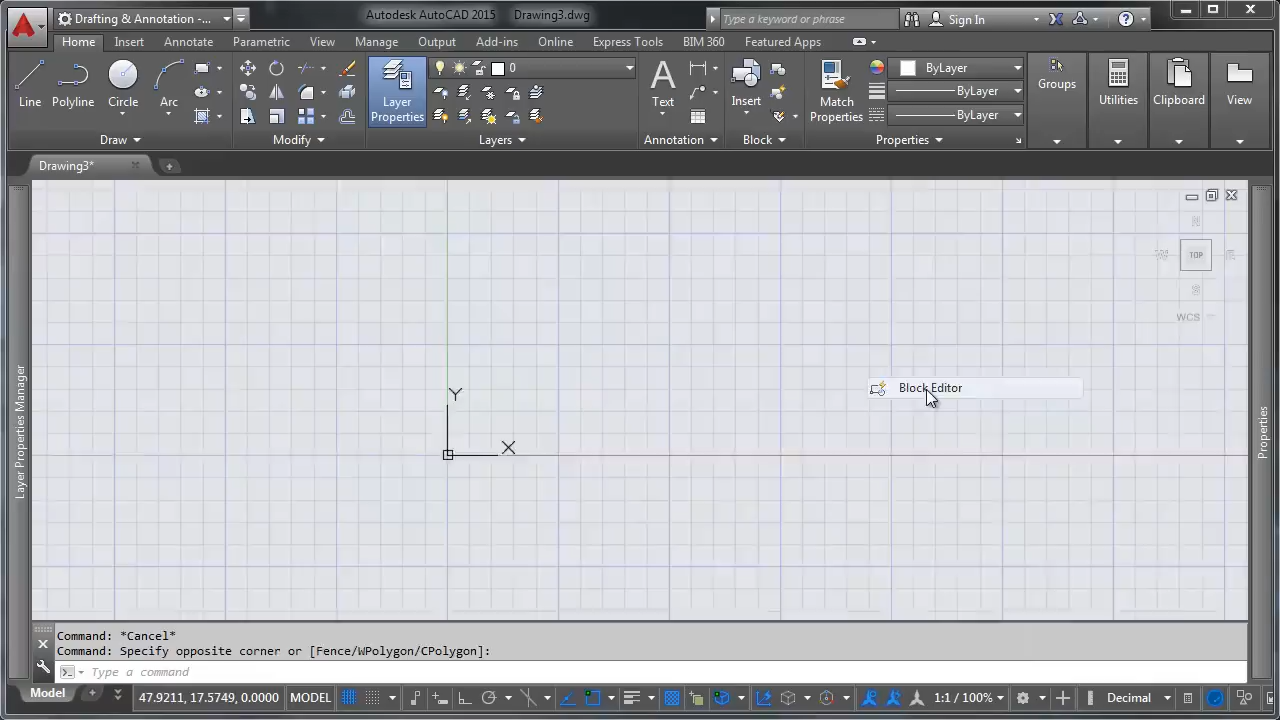 Drafting & Annotation -...
Autodesk AutoCAD 2015 Drawing3.dwg
Type a keyword or phrase
Sign In
Home Insert Annotate Parametric View Manage Output Add-ins Online Express Tools BIM 360 Featured Apps
0
ByLayer
ByLayer
ByLayer
Line Polyline Circle Arc
Layer Properties
Text
Insert
Match Properties
Groups
Utilities
Clipboard
View
Draw Modify Layers Annotation Block Properties
Drawing3*
N
W TOP E
S
WCS
Layer Properties Manager
Properties
Block Editor
Y
X
Command: *Cancel*
Command: Specify opposite corner or [Fence/WPolygon/CPolygon]:
Type a command
Model
47.9211, 17.5749, 0.0000 MODEL 1:1 / 100% Decimal